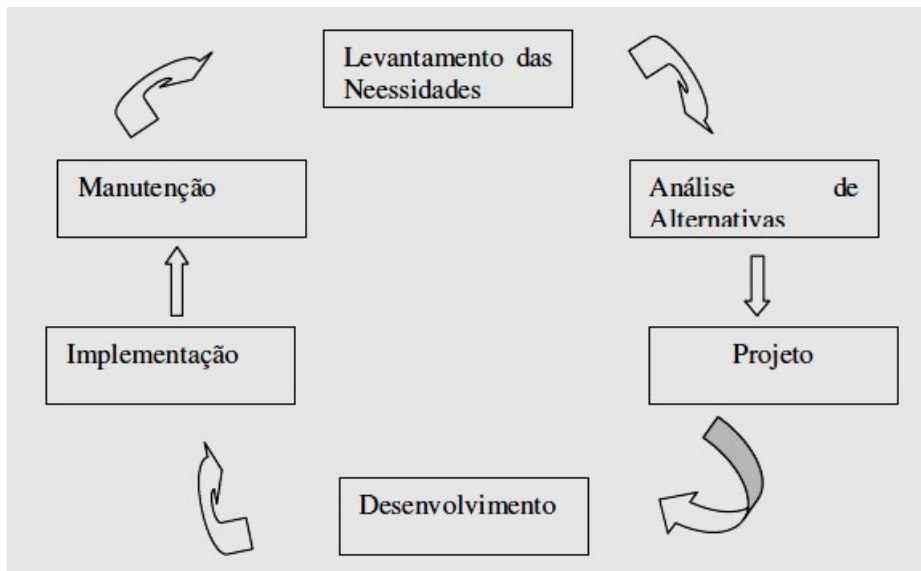 Levantamento das
Neessidades
Manutenção
Análise de
Alternativas
Implementação
Projeto
Desenvolvimento